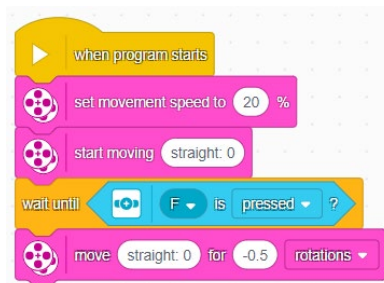 when program starts
set movement speed to 20 %
start moving straight: 0
wait until F is pressed ?
move straight: 0 for -0.5 rotations